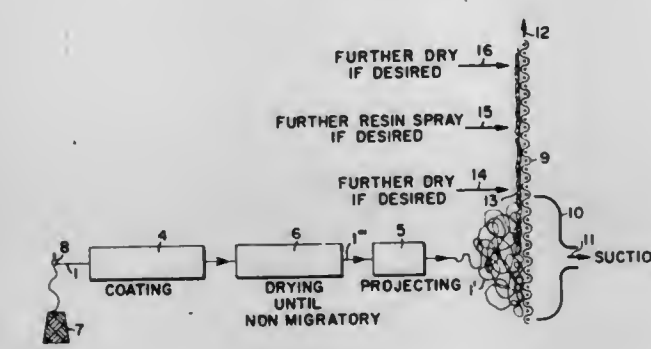 12
FURTHER DRY 16
IF DESIRED
FURTHER RESIN SPRAY 15
IF DESIRED
9
FURTHER DRY 14
IF DESIRED
13
10
8
4
6
1"'
5
11
SUCTIO
1
COATING
DRYING
UNTIL
NON MIGRATORY
PROJECTING
1'
7